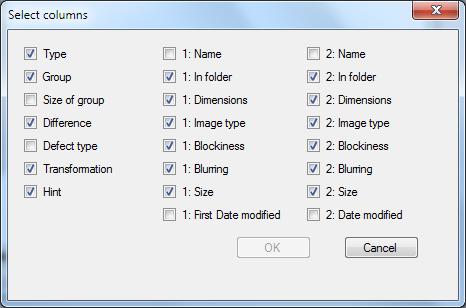 Select columns
Type 1: Name 2: Name
Group 1: In folder 2: In folder
Size of group 1: Dimensions 2: Dimensions
Difference 1: Image type 2: Image type
Defect type 1: Blockiness 2: Blockiness
Transformation 1: Blurring 2: Blurring
Hint 1: Size 2: Size
1: First Date modified 2: Date modified
OK Cancel